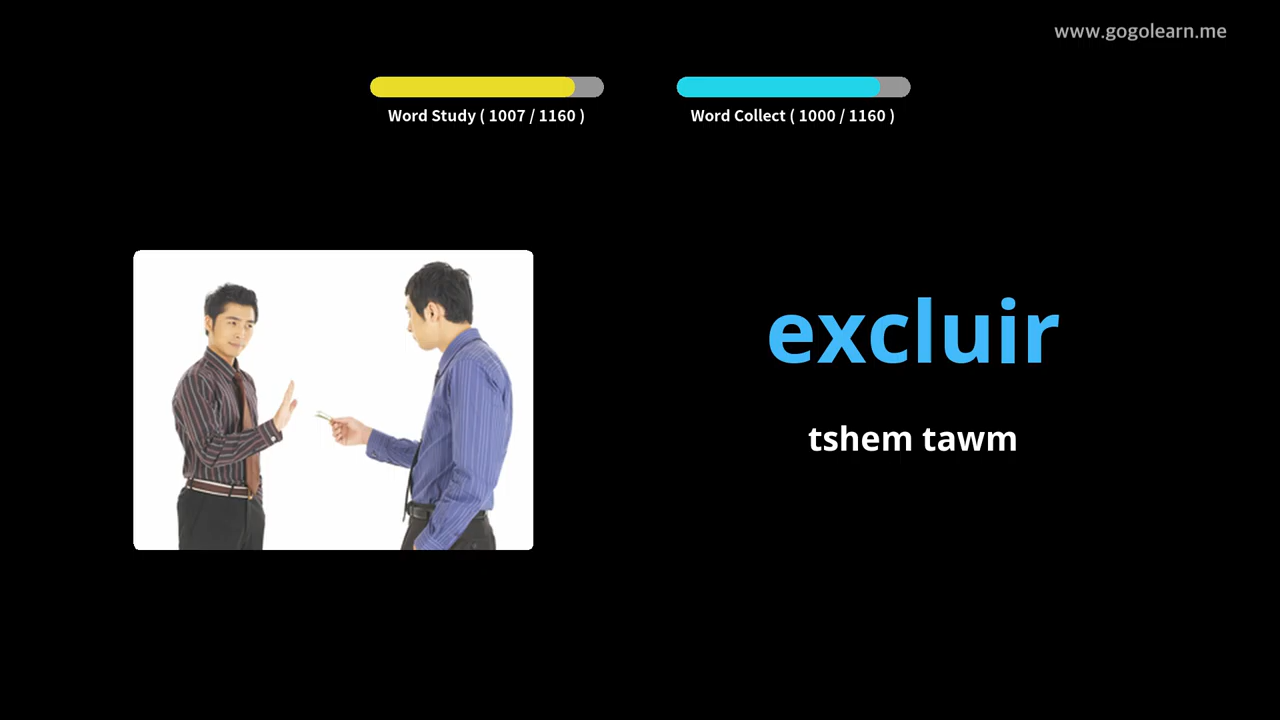 www.gogolearn.me
Word Study ( 1007 / 1160 )
Word Collect ( 1000 / 1160 )
excluir
tshem tawm